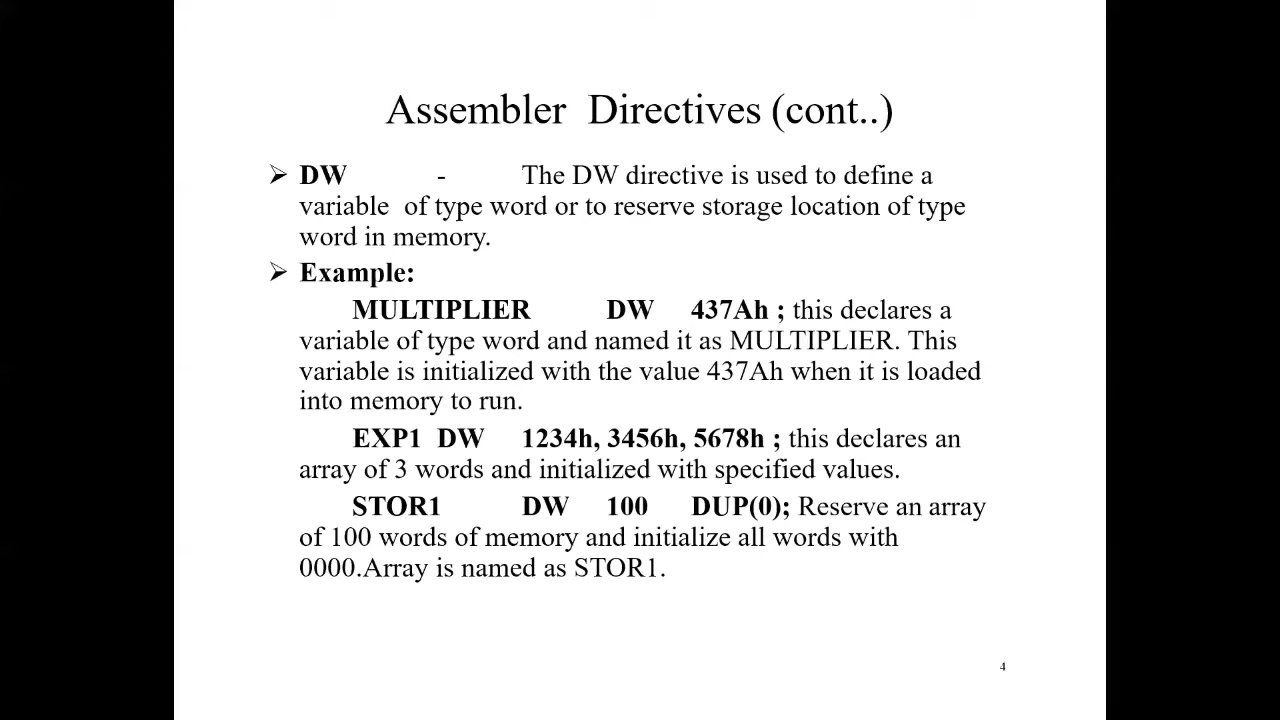 Assembler Directives (cont..)
➢ DW - The DW directive is used to define a
variable of type word or to reserve storage location of type
word in memory.
➢ Example:
MULTIPLIER DW 437Ah ; this declares a
variable of type word and named it as MULTIPLIER. This
variable is initialized with the value 437Ah when it is loaded
into memory to run.
EXP1 DW 1234h, 3456h, 5678h ; this declares an
array of 3 words and initialized with specified values.
STOR1 DW 100 DUP(0); Reserve an array
of 100 words of memory and initialize all words with
0000.Array is named as STOR1.
4